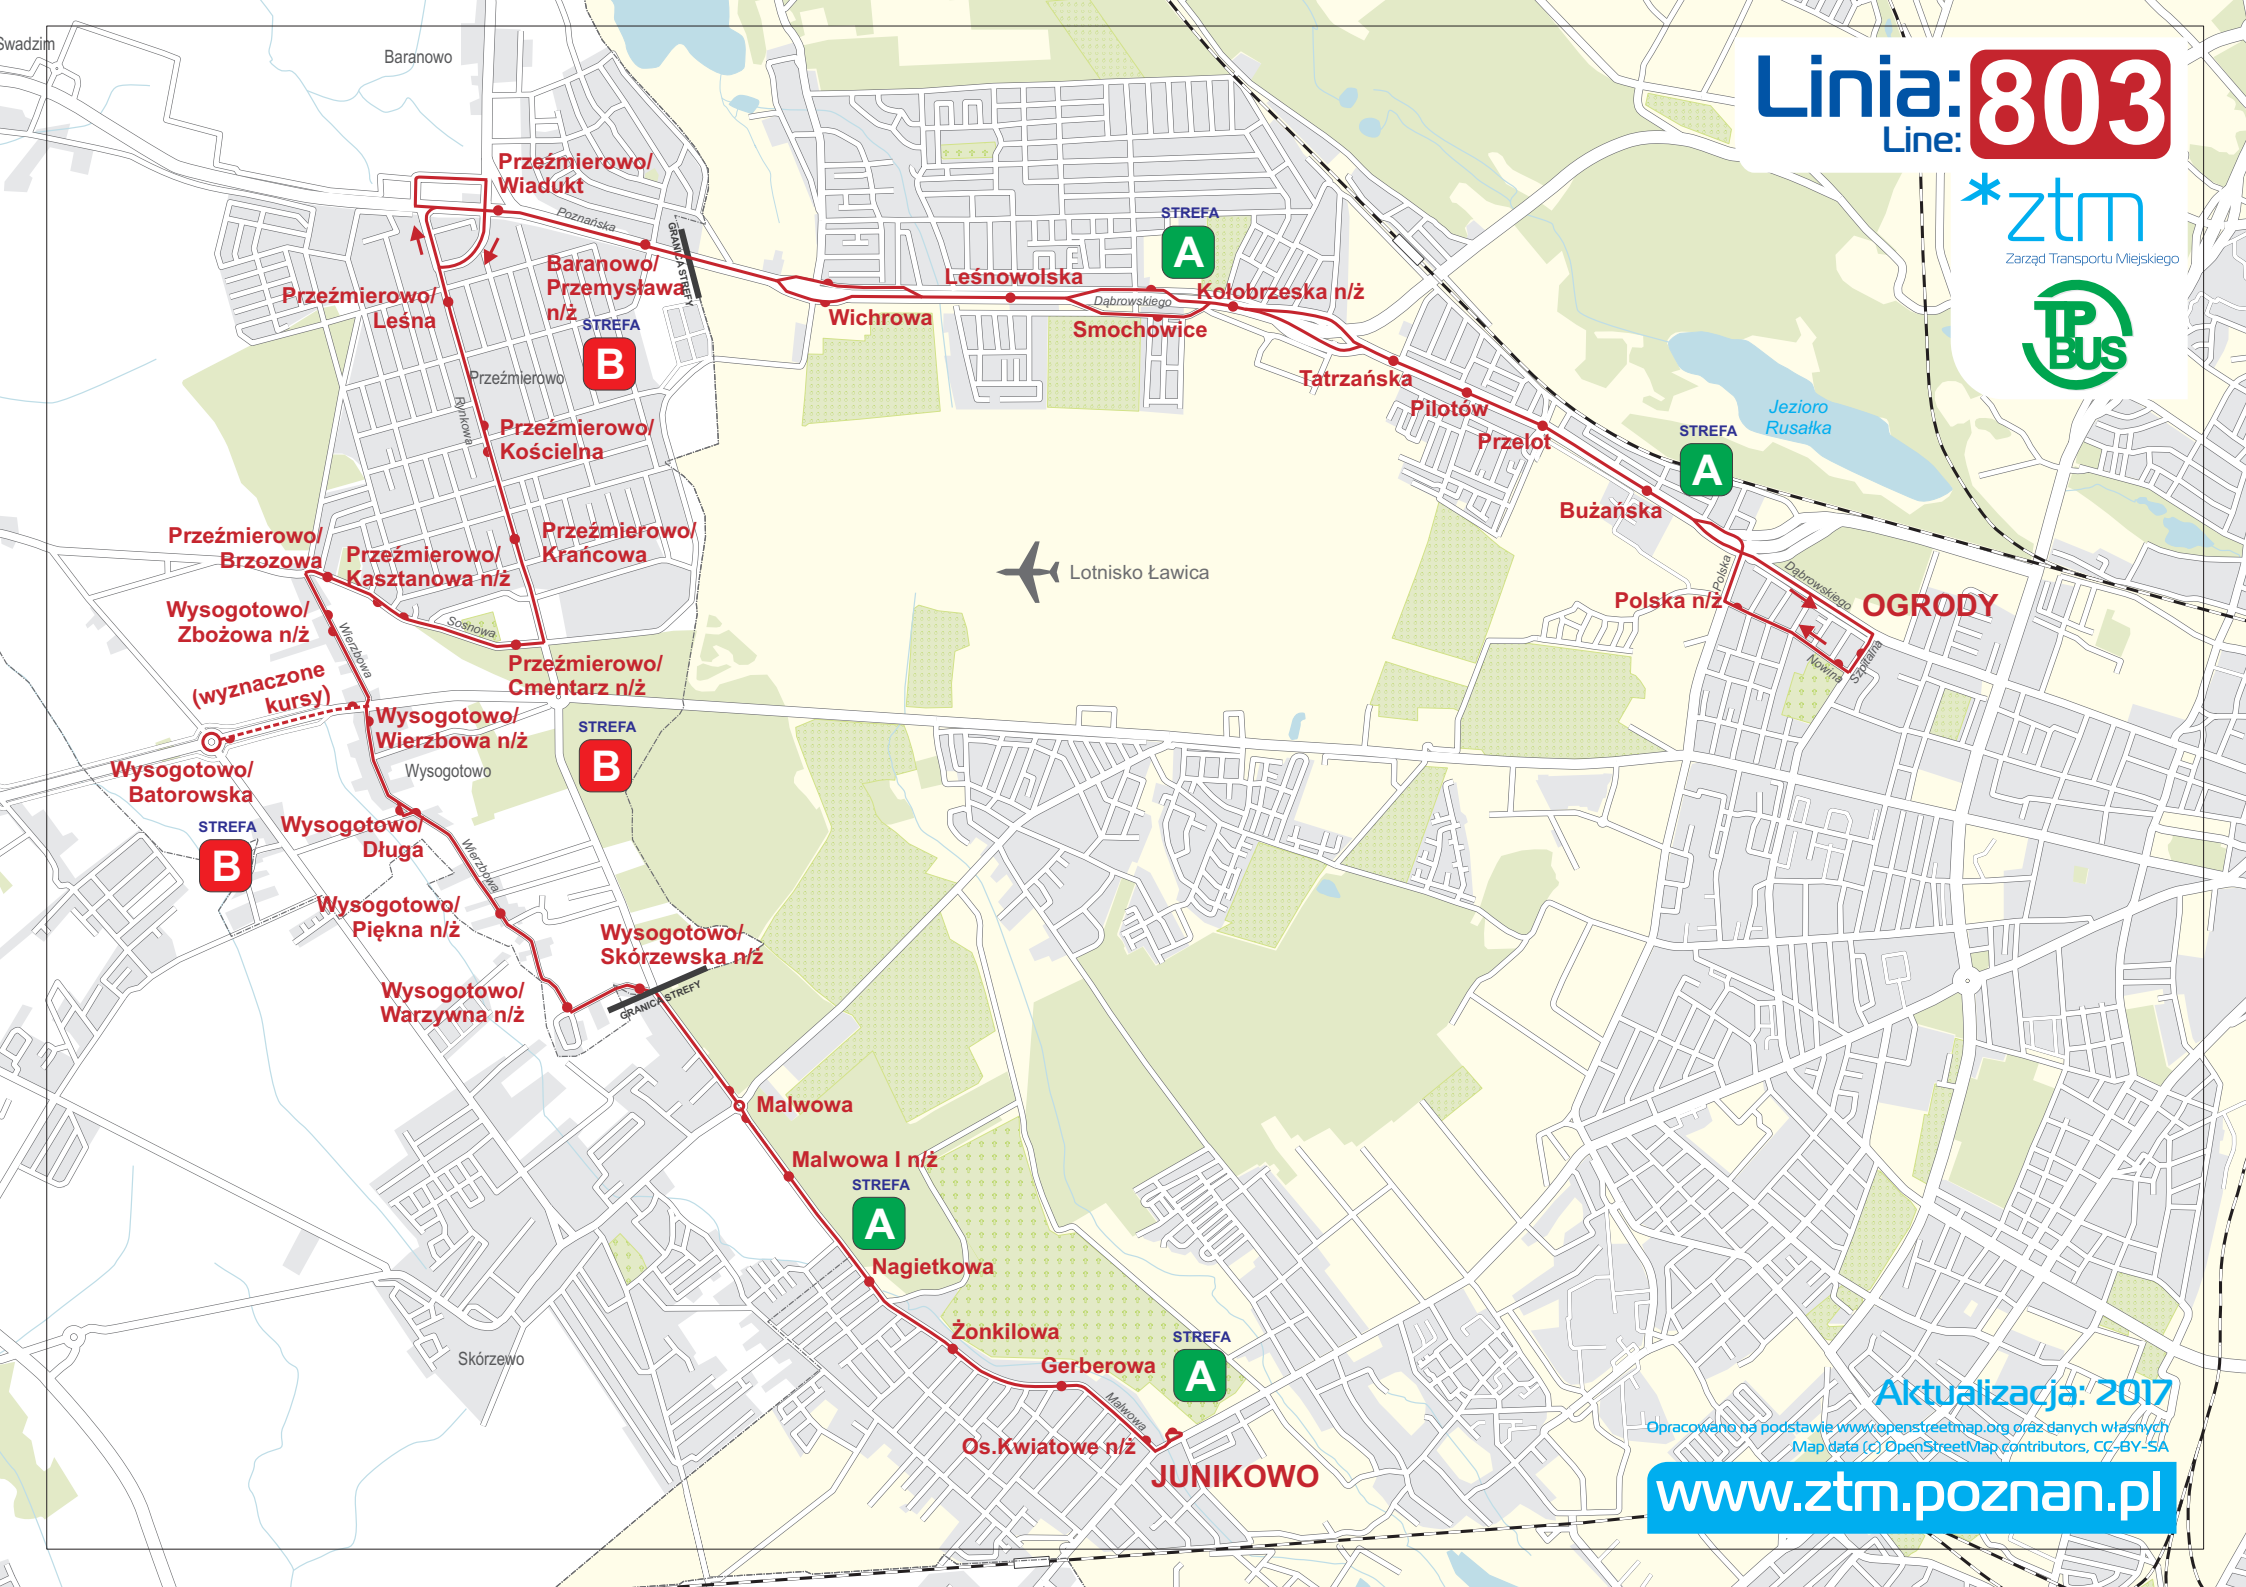 Swadzim
Baranowo
Linia:
Line:
803
ztm
Zarząd Transportu Miejskiego
TP
BUS
Przeźmierowo/
Wiadukt
Poznańska
GRANICA STREFY
Baranowo/
Przemysława
n/ż
STREFA
B
Przeźmierowo/
Leśna
Przeźmierowo
Rynkowa
Przeźmierowo/
Kościelna
Przeźmierowo/
Krańcowa
Przeźmierowo/
Brzozowa
Przeźmierowo/
Kasztanowa n/ż
Sosnowa
Przeźmierowo/
Cmentarz n/ż
Wysogotowo/
Zbożowa n/ż
Wierzbowa
(wyznaczone
kursy)
Wysogotowo/
Wierzbowa n/ż
Wysogotowo
Wysogotowo/
Batorowska
STREFA
B
STREFA
B
Wysogotowo/
Długa
Wierzbowa
Wysogotowo/
Piękna n/ż
Wysogotowo/
Skórzewska n/ż
GRANICA STREFY
Wysogotowo/
Warzywna n/ż
Malwowa
Malwowa I n/ż
STREFA
A
Nagietkowa
Żonkilowa
Gerberowa
Malwowa
STREFA
A
Os.Kwiatowe n/ż
JUNIKOWO
Skórzewo
Wichrowa
Leśnowolska
STREFA
A
Dąbrowskiego
Kołobrzeska n/ż
Smochowice
Tatrzańska
Pilotów
Przelot
Bużańska
STREFA
A
Jezioro
Rusałka
Lotnisko Ławica
Polska
Polska n/ż
Dąbrowskiego
OGRODY
Nowina
Szpitalna
Aktualizacja: 2017
Opracowano na podstawie www.openstreetmap.org oraz danych własnych
Map data (c) OpenStreetMap contributors, CC-BY-SA
www.ztm.poznan.pl